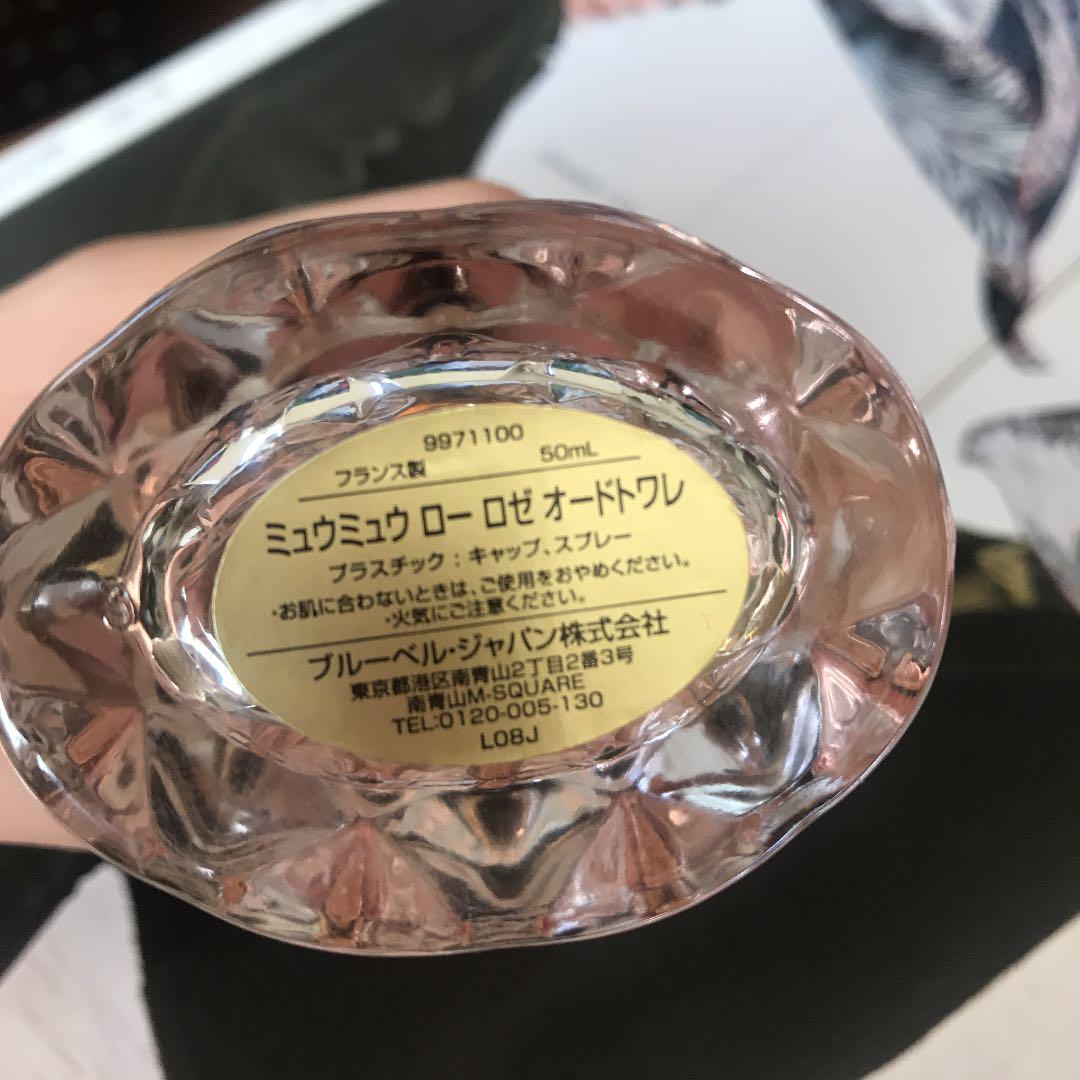 9971100
フランス製 50mL
ミュウミュウ ロー ロゼ オードトワレ
プラスチック：キャップ、スプレー
・お肌に合わないときは、ご使用をおやめください。
・火気にご注意ください。
ブルーベル・ジャパン株式会社
東京都港区南青山2丁目2番3号
南青山M-SQUARE
TEL:0120-005-130
L08J